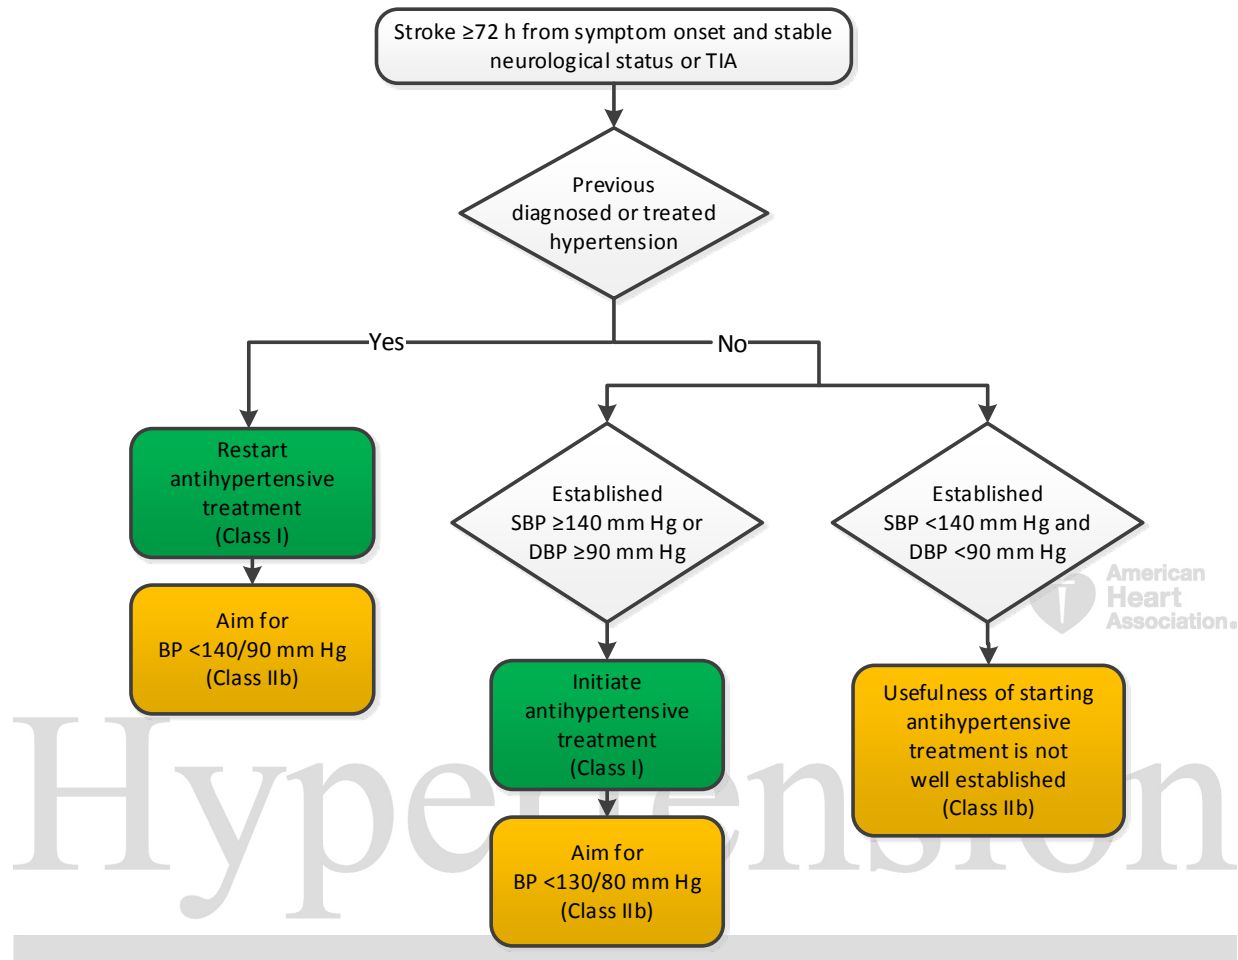 Stroke ≥72 h from symptom onset and stable
neurological status or TIA
Previous
diagnosed or treated
hypertension
Yes
No
Restart
antihypertensive
treatment
(Class I)
Aim for
BP <140/90 mm Hg
(Class IIb)
Established
SBP ≥140 mm Hg or
DBP ≥90 mm Hg
Initiate
antihypertensive
treatment
(Class I)
Aim for
BP <130/80 mm Hg
(Class IIb)
Established
SBP <140 mm Hg and
DBP <90 mm Hg
Usefulness of starting
antihypertensive
treatment is not
well established
(Class IIb)
American
Heart
Association.
Hypertension